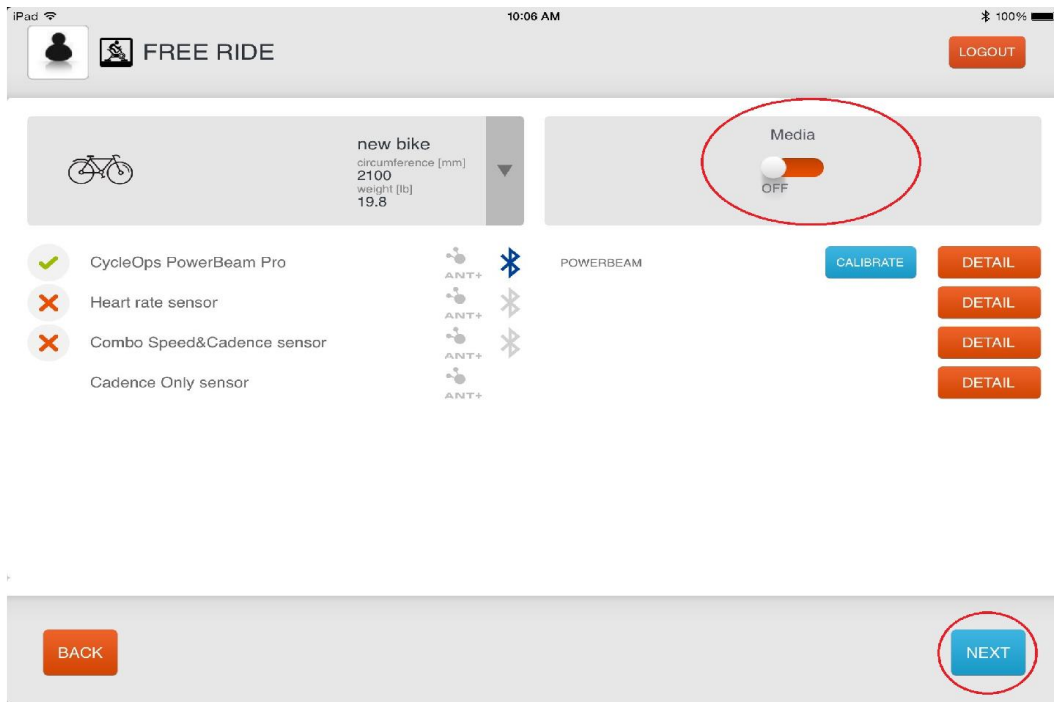 iPad 10:06 AM 100%
FREE RIDE LOGOUT
new bike
circumference [mm]
2100
weight [lb]
19.8
Media
OFF
CycleOps PowerBeam Pro ANT+ POWERBEAM CALIBRATE DETAIL
Heart rate sensor ANT+ DETAIL
Combo Speed&Cadence sensor ANT+ DETAIL
Cadence Only sensor ANT+ DETAIL
BACK NEXT